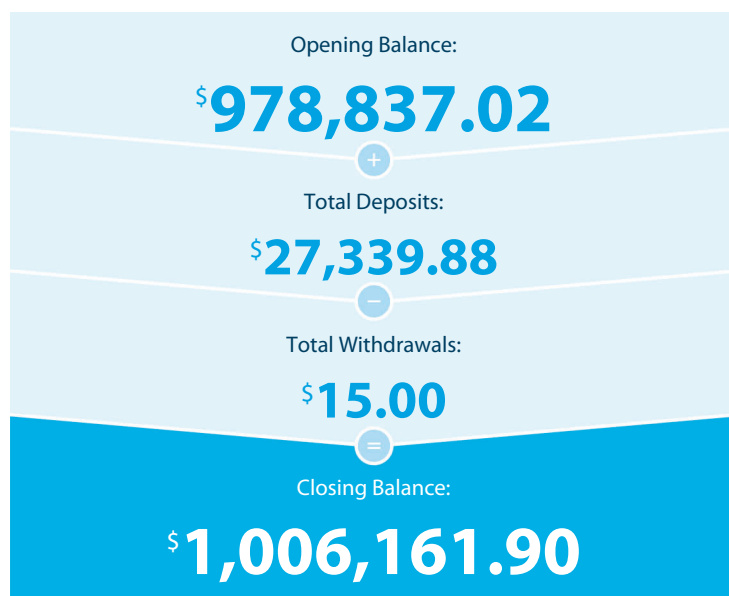 Opening Balance:
$978,837.02
+
Total Deposits:
$27,339.88
−
Total Withdrawals:
$15.00
=
Closing Balance:
$1,006,161.90